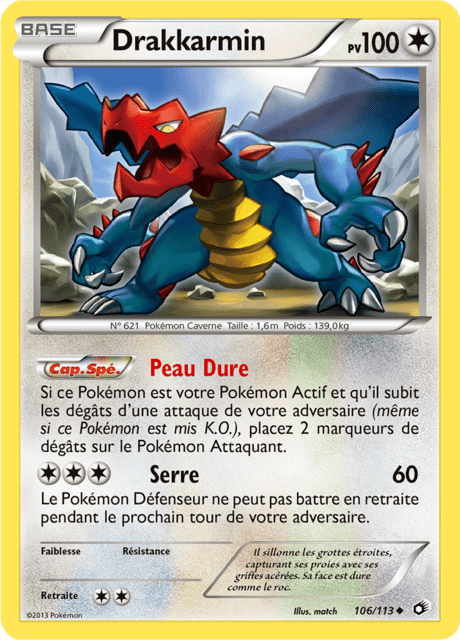 BASE
Drakkarmin
PV100
N° 621 Pokémon Caverne Taille : 1,6m Poids : 139,0kg
Cap. Spé. Peau Dure
Si ce Pokémon est votre Pokémon Actif et qu'il subit
les dégâts d'une attaque de votre adversaire (même
si ce Pokémon est mis K.O.), placez 2 marqueurs de
dégâts sur le Pokémon Attaquant.
Serre 60
Le Pokémon Défenseur ne peut pas battre en retraite
pendant le prochain tour de votre adversaire.
Faiblesse Résistance
Il sillonne les grottes étroites,
capturant ses proies avec ses
griffes acérées. Sa face est dure
comme le roc.
Retraite
©2013 Pokémon
Illus. match 106/113